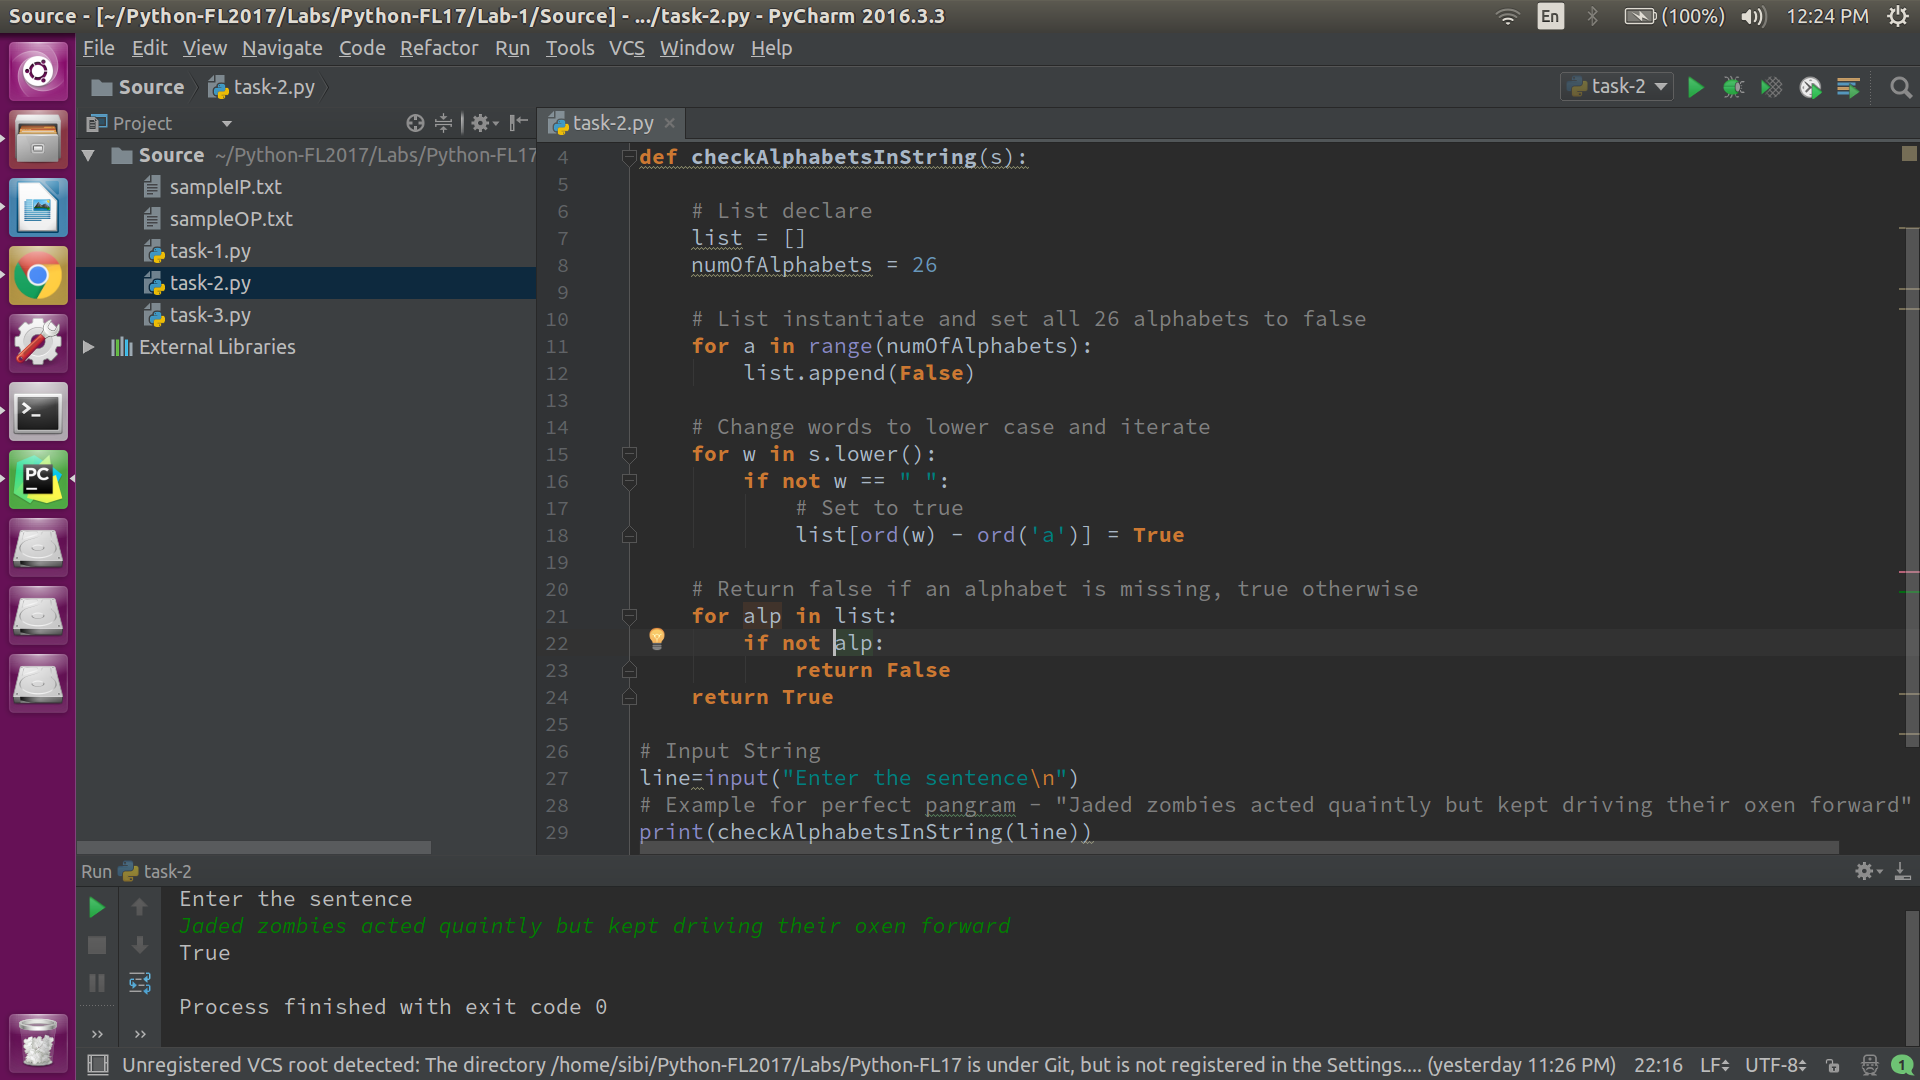 Source - [~/Python-FL2017/Labs/Python-FL17/Lab-1/Source] - .../task-2.py - PyCharm 2016.3.3
En
(100%)
12:24 PM
File Edit View Navigate Code Refactor Run Tools VCS Window Help
Source task-2.py
task-2
Project
task-2.py
Source ~/Python-FL2017/Labs/Python-FL17
sampleIP.txt
sampleOP.txt
task-1.py
task-2.py
task-3.py
External Libraries
PC
4 def checkAlphabetsInString(s):
5
6 # List declare
7 list = []
8 numOfAlphabets = 26
9
10 # List instantiate and set all 26 alphabets to false
11 for a in range(numOfAlphabets):
12 list.append(False)
13
14 # Change words to lower case and iterate
15 for w in s.lower():
16 if not w == " ":
17 # Set to true
18 list[ord(w) - ord('a')] = True
19
20 # Return false if an alphabet is missing, true otherwise
21 for alp in list:
22 if not alp:
23 return False
24 return True
25
26 # Input String
27 line=input("Enter the sentence\n")
28 # Example for perfect pangram - "Jaded zombies acted quaintly but kept driving their oxen forward"
29 print(checkAlphabetsInString(line))
Run task-2
Enter the sentence
Jaded zombies acted quaintly but kept driving their oxen forward
True
Process finished with exit code 0
Unregistered VCS root detected: The directory /home/sibi/Python-FL2017/Labs/Python-FL17 is under Git, but is not registered in the Settings.... (yesterday 11:26 PM) 22:16 LF UTF-8 1